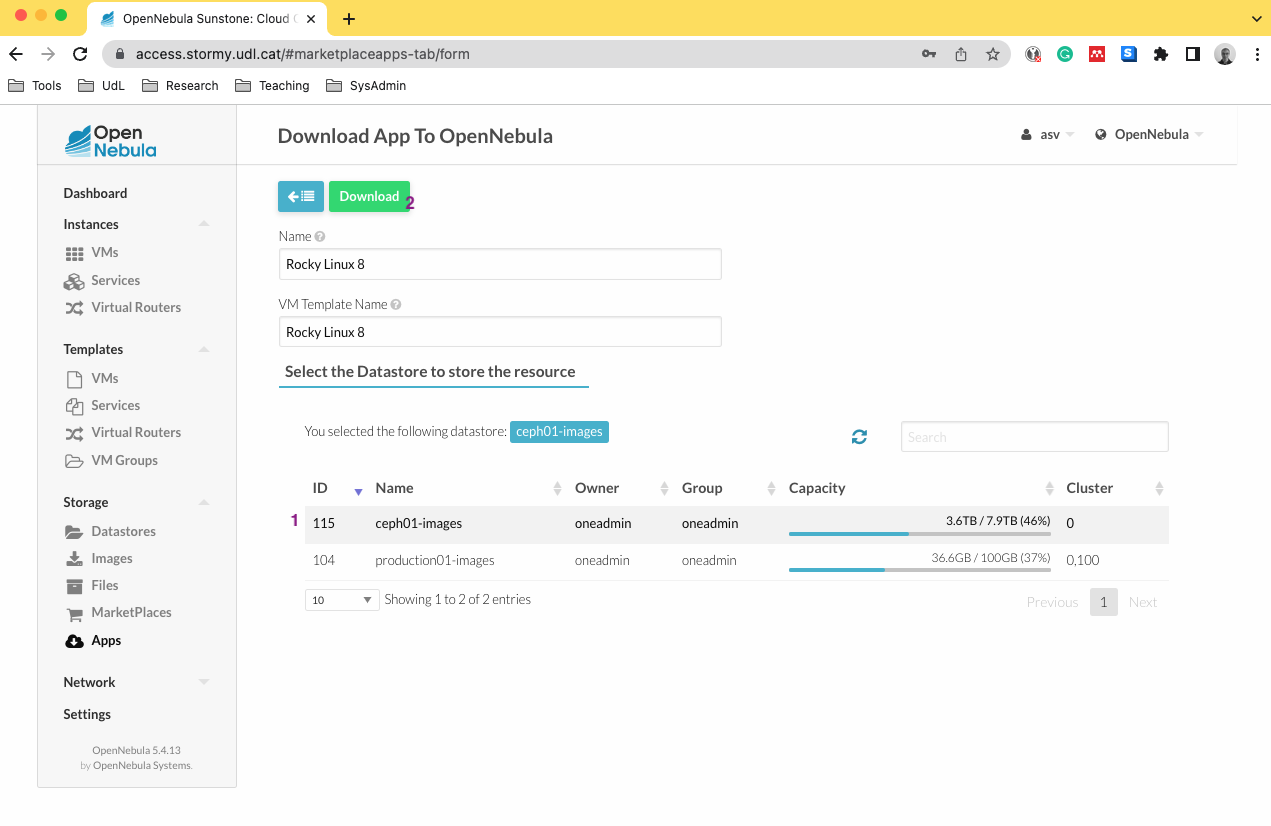 OpenNebula Sunstone: Cloud
access.stormy.udl.cat/#marketplaceapps-tab/form
Tools UdL Research Teaching SysAdmin
Open
Nebula
Download App To OpenNebula
asv OpenNebula
Dashboard
Instances
VMs
Services
Virtual Routers
Templates
VMs
Services
Virtual Routers
VM Groups
Storage
Datastores
Images
Files
MarketPlaces
Apps
Network
Settings
OpenNebula 5.4.13
by OpenNebula Systems.
Download
2
Name
Rocky Linux 8
VM Template Name
Rocky Linux 8
Select the Datastore to store the resource
You selected the following datastore: ceph01-images
Search
ID Name Owner Group Capacity Cluster
1 115 ceph01-images oneadmin oneadmin 3.6TB / 7.9TB (46%) 0
104 production01-images oneadmin oneadmin 36.6GB / 100GB (37%) 0,100
10 Showing 1 to 2 of 2 entries
Previous 1 Next